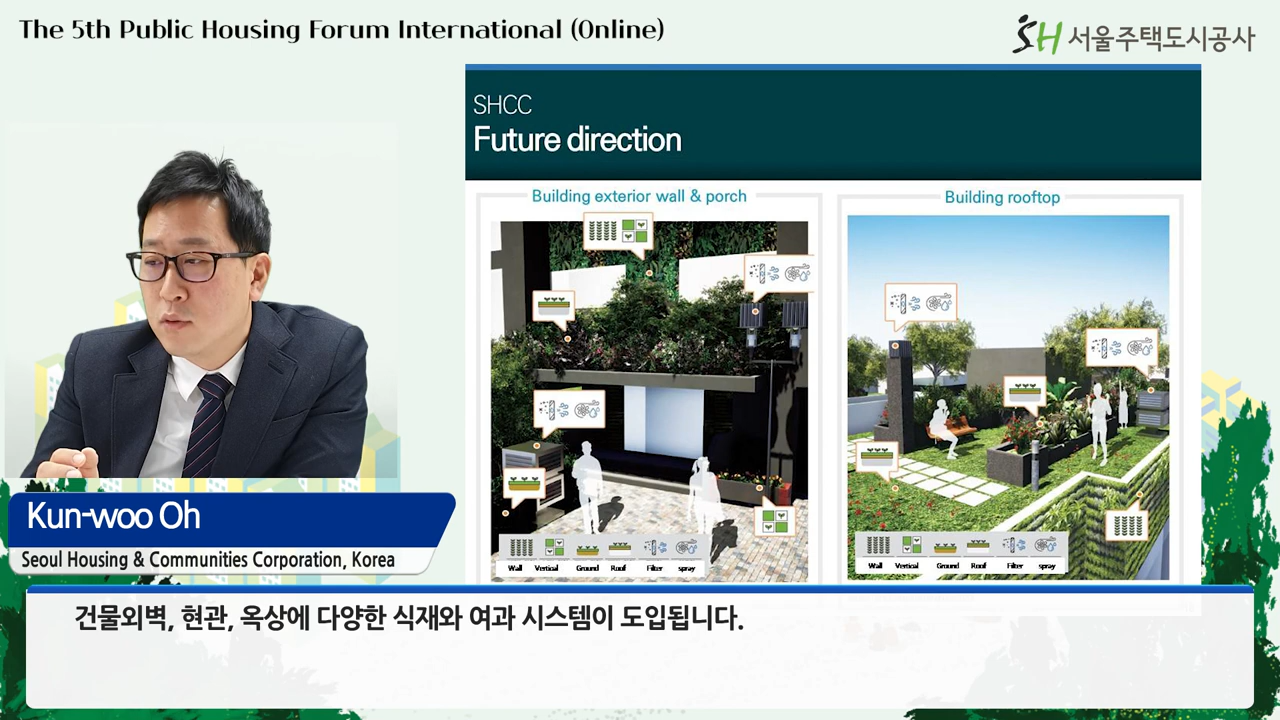 The 5th Public Housing Forum International (Online)
SH 서울주택도시공사
SHCC
Future direction
Building exterior wall & porch
Building rooftop
Wall Vertical Ground Roof Filter spray
Wall Vertical Ground Roof Filter spray
Kun-woo Oh
Seoul Housing & Communities Corporation, Korea
건물외벽, 현관, 옥상에 다양한 식재와 여과 시스템이 도입됩니다.